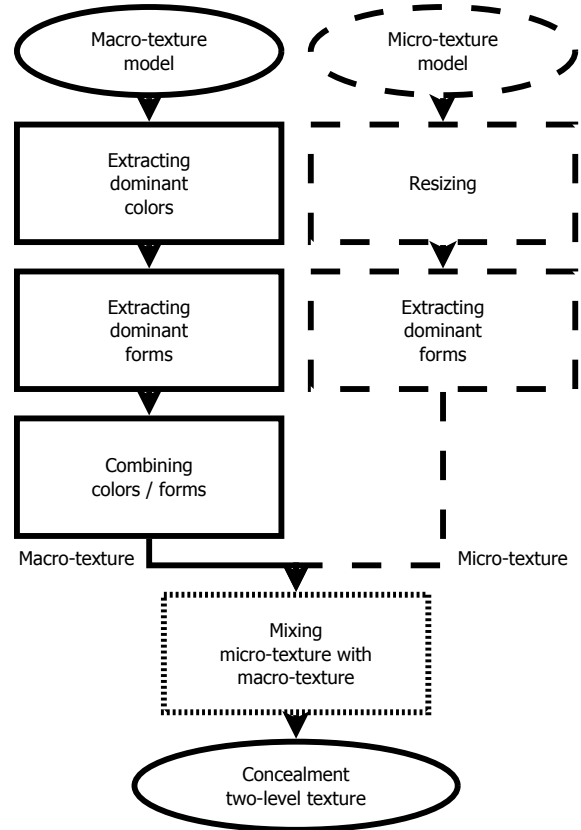 Macro-texture
model
Micro-texture
model
Extracting
dominant
colors
Resizing
Extracting
dominant
forms
Extracting
dominant
forms
Combining
colors / forms
Macro-texture
Micro-texture
Mixing
micro-texture with
macro-texture
Concealment
two-level texture